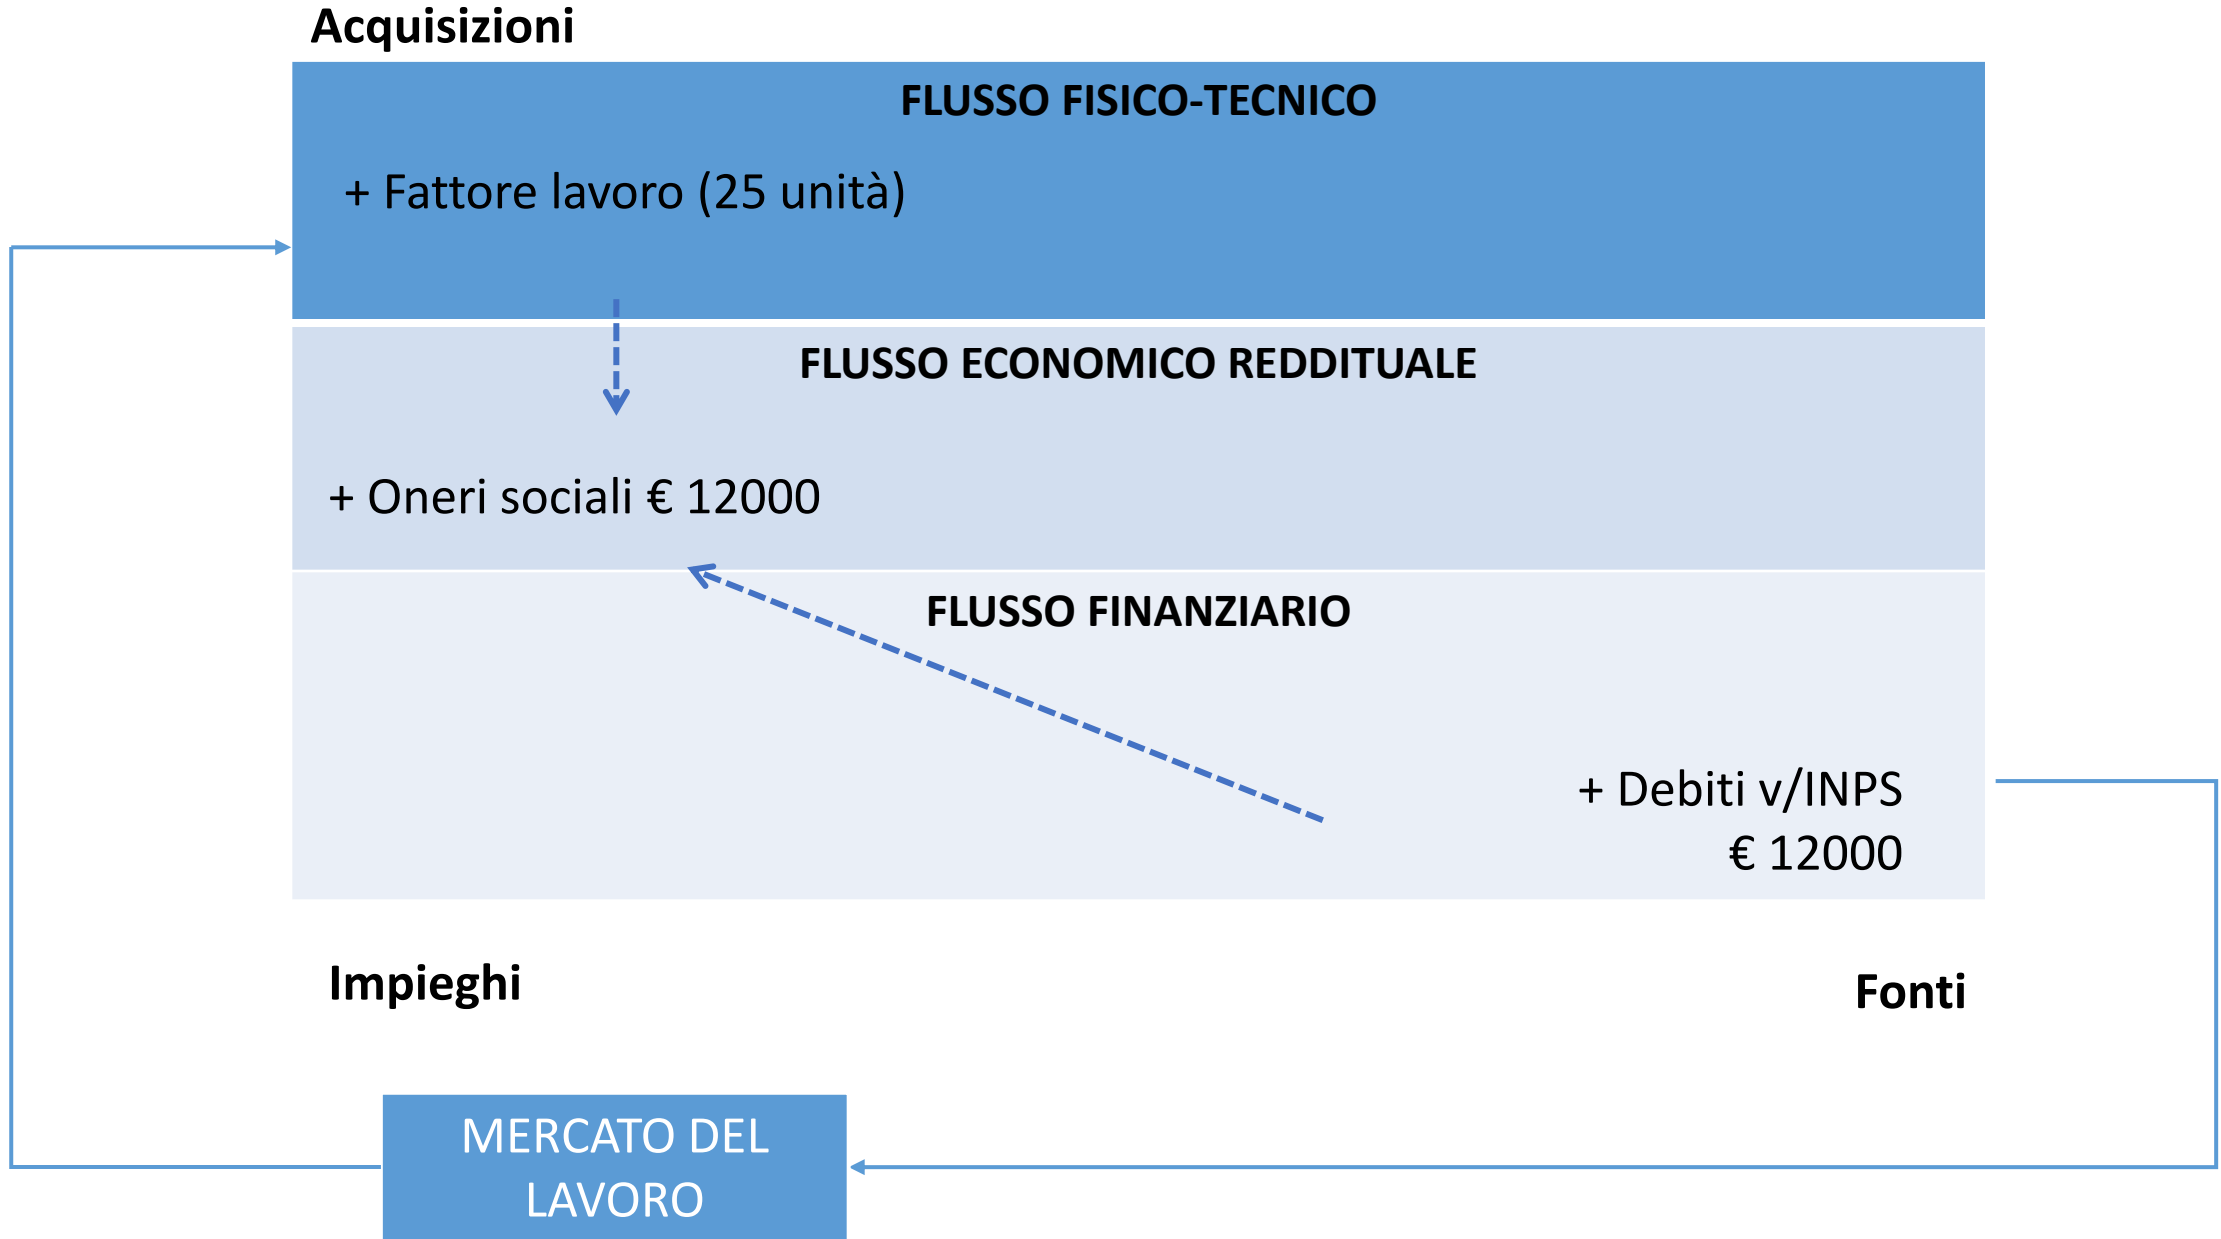 Acquisizioni
FLUSSO FISICO-TECNICO
+ Fattore lavoro (25 unità)
FLUSSO ECONOMICO REDDITUALE
+ Oneri sociali € 12000
FLUSSO FINANZIARIO
+ Debiti v/INPS
€ 12000
Impieghi
Fonti
MERCATO DEL
LAVORO